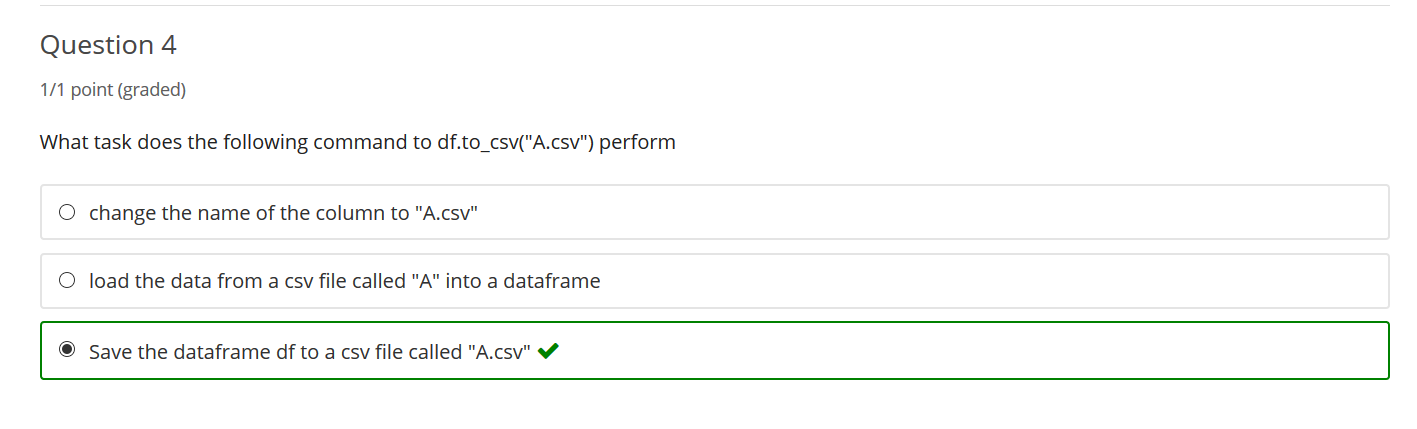 Question 4
1/1 point (graded)
What task does the following command to df.to_csv("A.csv") perform
change the name of the column to "A.csv"
load the data from a csv file called "A" into a dataframe
Save the dataframe df to a csv file called "A.csv"